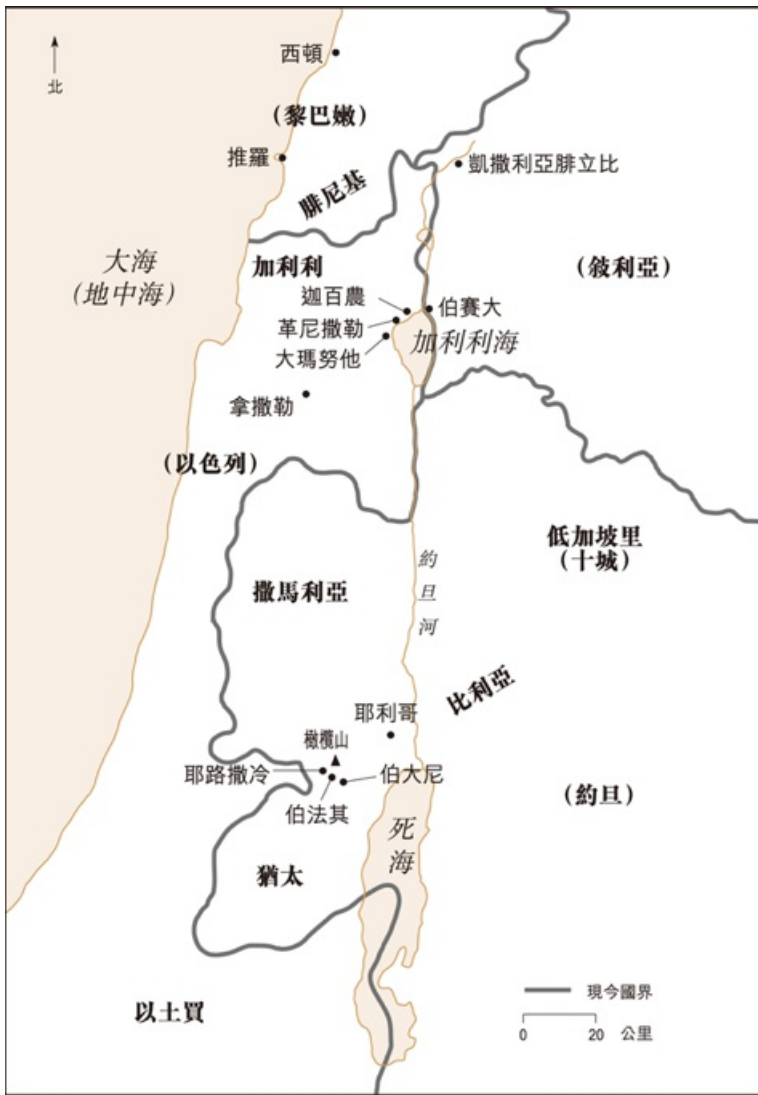 西頓
北
(黎巴嫩)
推羅
凱撒利亞腓立比
腓尼基
大海
(地中海)
加利利
(敍利亞)
迦百農
伯賽大
革尼撒勒
加利利海
大瑪努他
拿撒勒
(以色列)
低加坡里
(十城)
約旦河
撒馬利亞
比利亞
耶利哥
橄欖山
耶路撒冷
伯大尼
(約旦)
伯法其
死海
猶太
現今國界
以土買
0 20 公里